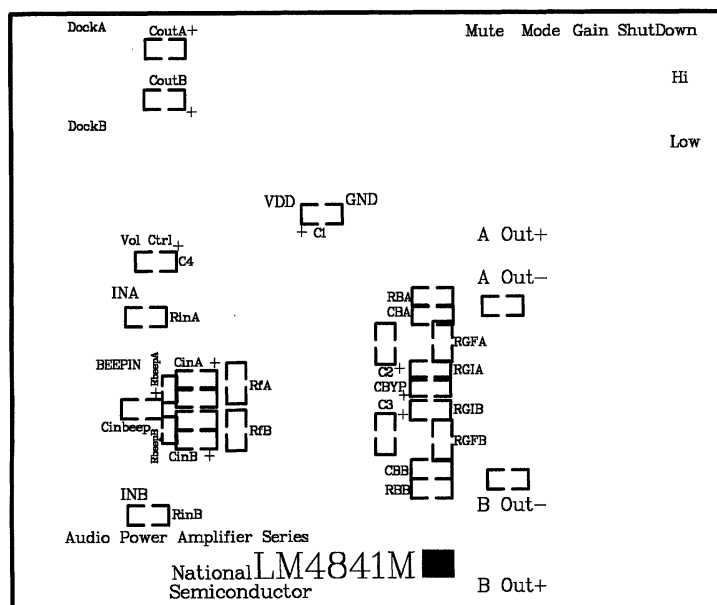 DockA
CoutA+
Mute Mode Gain ShutDown
CoutB
+
Hi
DockB
Low
VDD GND
+ C1
A Out+
Vol Ctrl+
C4
A Out-
INA
RinA
RBA
CBA
RGFA
BEEPIN
RbeepA
CinA +
RfA
C2+
RGIA
CBYP
+
+
Cinbeep
C3
+
RGIB
RbeepB
CinB +
RfB
RGFB
CBB
RBB
INB
RinB
B Out-
Audio Power Amplifier Series
National LM4841M
Semiconductor
B Out+